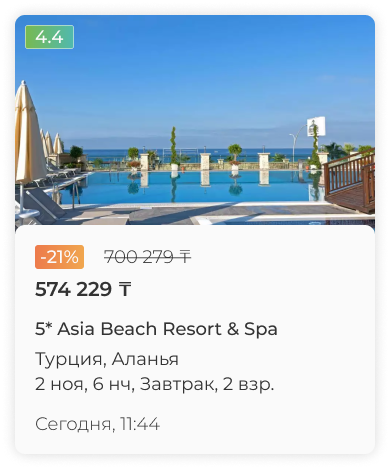 4.4
-21% 700 279 ₸
574 229 ₸
5* Asia Beach Resort & Spa
Турция, Аланья
2 ноя, 6 нч, Завтрак, 2 взр.
Сегодня, 11:44